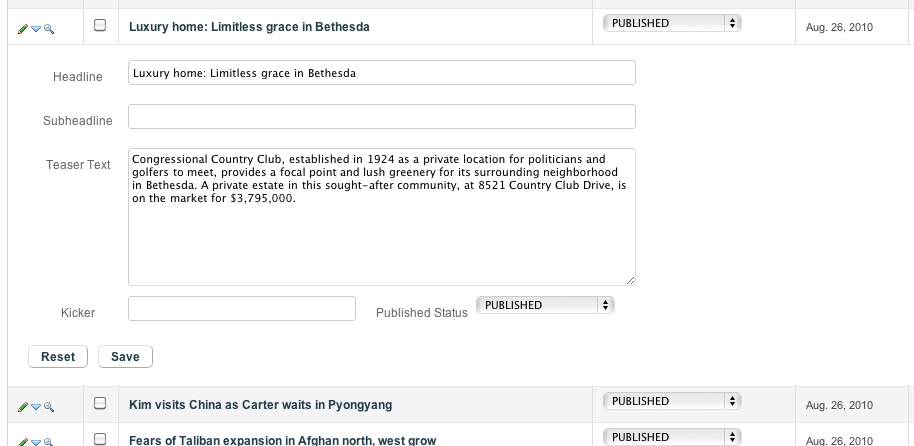 Luxury home: Limitless grace in Bethesda PUBLISHED Aug. 26, 2010
Headline Luxury home: Limitless grace in Bethesda
Subheadline
Teaser Text Congressional Country Club, established in 1924 as a private location for politicians and
golfers to meet, provides a focal point and lush greenery for its surrounding neighborhood
in Bethesda. A private estate in this sought-after community, at 8521 Country Club Drive, is
on the market for $3,795,000.
Kicker Published Status PUBLISHED
Reset Save
Kim visits China as Carter waits in Pyongyang PUBLISHED Aug. 26, 2010
Fears of Taliban expansion in Afghan north, west grow PUBLISHED Aug. 26, 2010